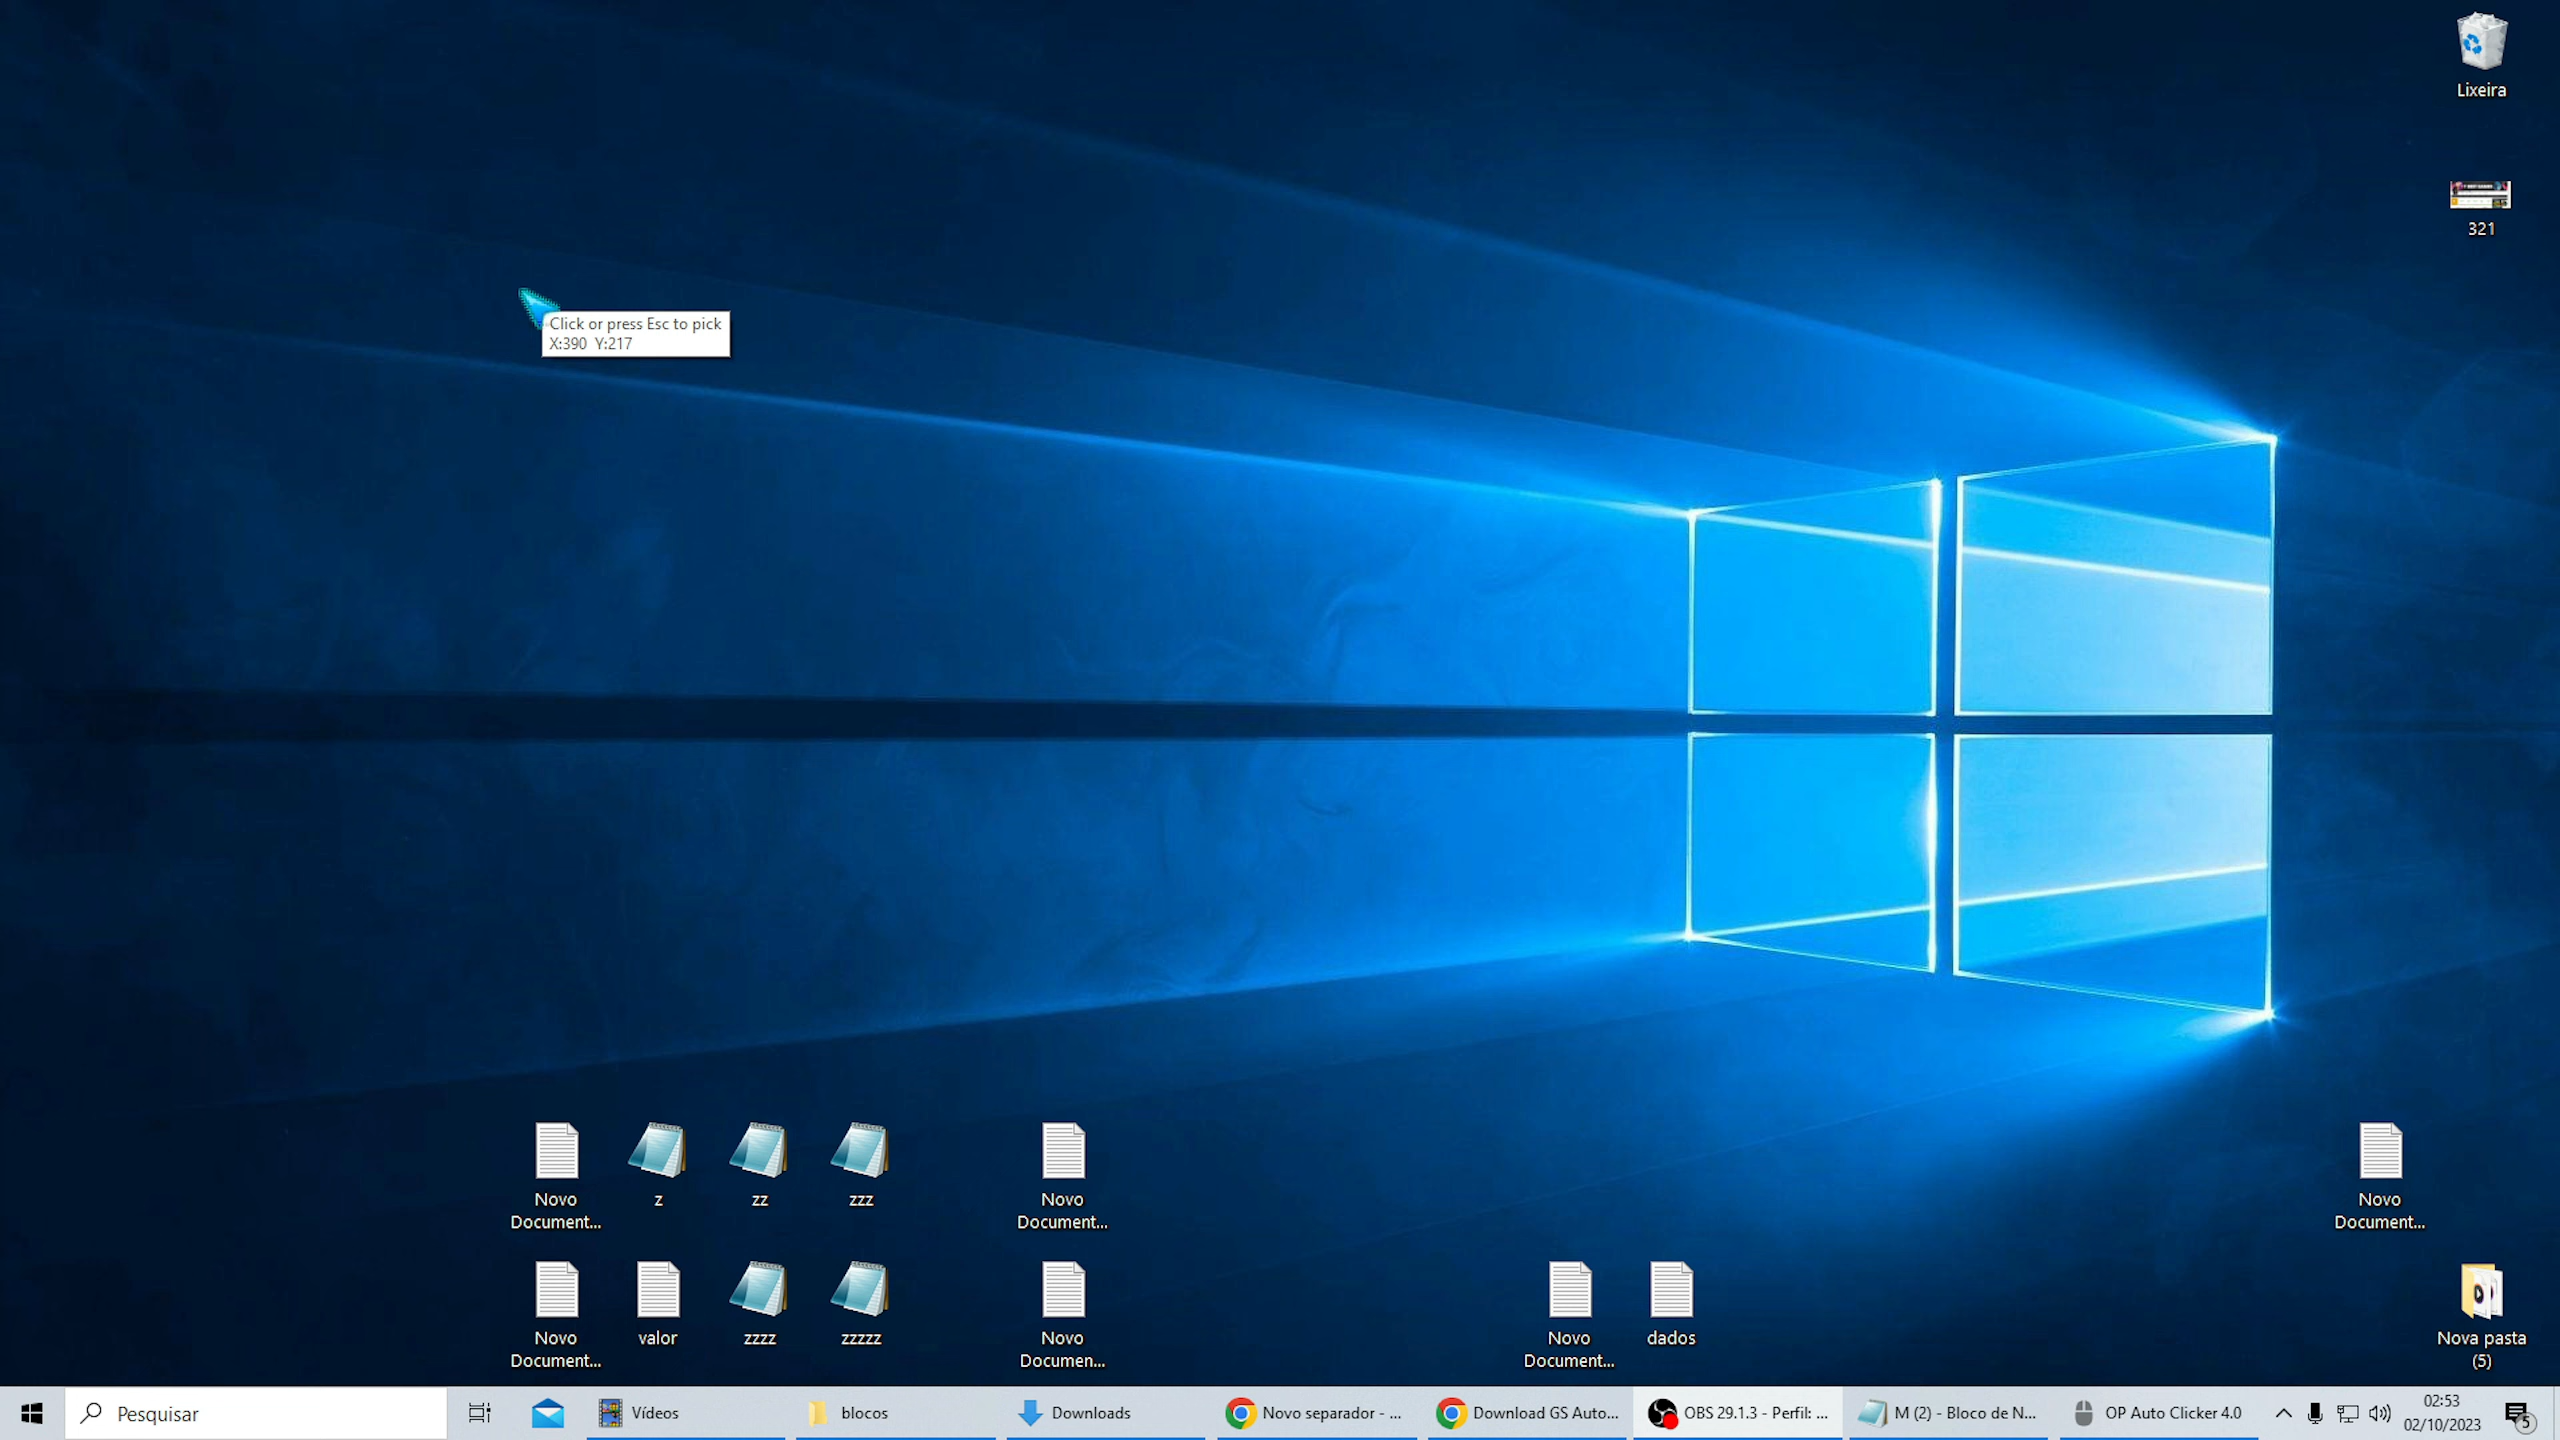 Lixeira
321
Click or press Esc to pick
X:390 Y:217
Novo
Document...
z
zz
zzz
Novo
Document...
Novo
Document...
Novo
Document...
valor
zzzz
zzzzz
Novo
Documen...
Novo
Document...
dados
Nova pasta
(5)
Pesquisar
Vídeos
blocos
Downloads
Novo separador - ...
Download GS Auto...
OBS 29.1.3 - Perfil: ...
M (2) - Bloco de N...
OP Auto Clicker 4.0
02:53
02/10/2023
5